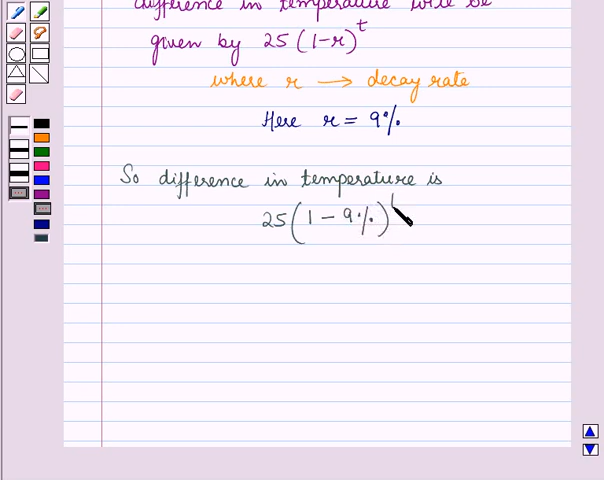 difference in temperature will be
given by 25 (1-r)^t
where r → decay rate
Here r = 9%
So difference in temperature is
25(1 - 9%)